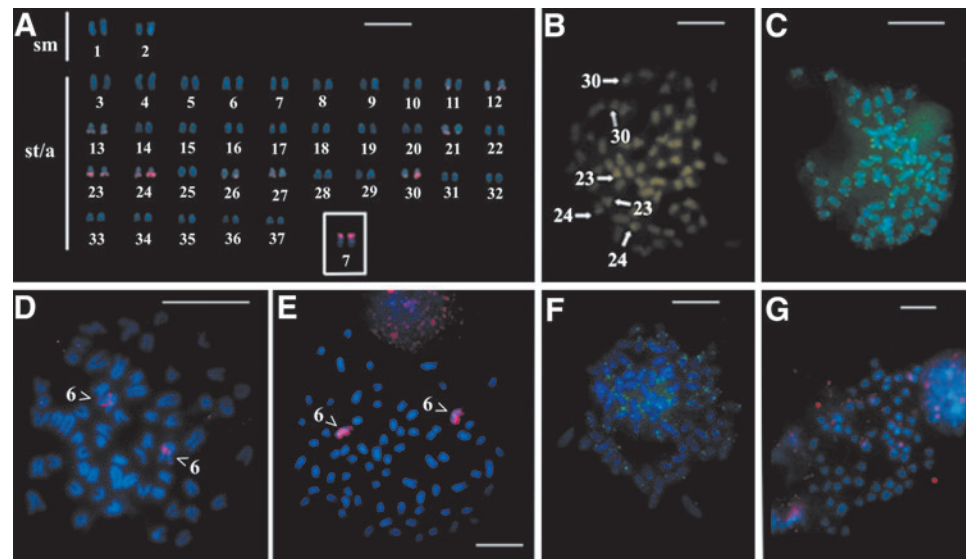 A
sm
1 2
st/a
3 4 5 6 7 8 9 10 11 12
13 14 15 16 17 18 19 20 21 22
23 24 25 26 27 28 29 30 31 32
33 34 35 36 37
7
B
30
30
23
23
24
24
C
D
6 >
< 6
E
6 >
6 >
F
G